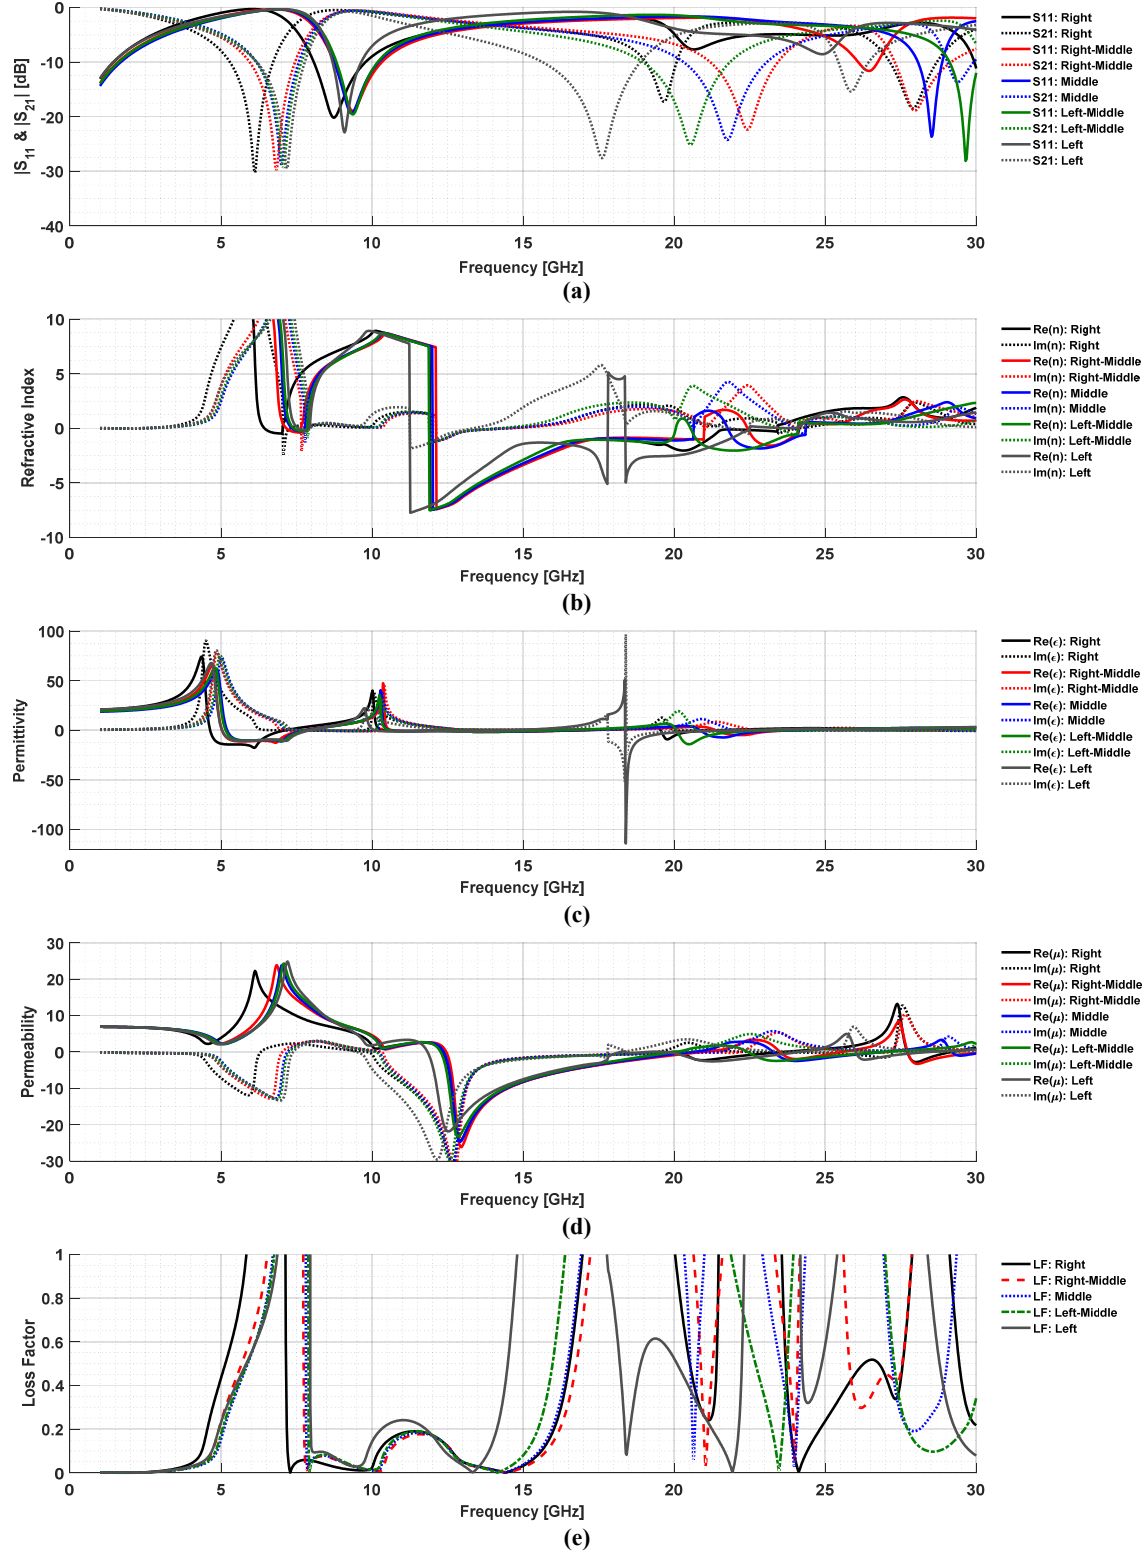 0
-10
-20
-30
-40
|S11 & |S21| [dB]
0 5 10 15 20 25 30
Frequency [GHz]
S11: Right
S21: Right
S11: Right-Middle
S21: Right-Middle
S11: Middle
S21: Middle
S11: Left-Middle
S21: Left-Middle
S11: Left
S21: Left
(a)
10
5
0
-5
-10
Refractive Index
0 5 10 15 20 25 30
Frequency [GHz]
Re(n): Right
Im(n): Right
Re(n): Right-Middle
Im(n): Right-Middle
Re(n): Middle
Im(n): Middle
Re(n): Left-Middle
Im(n): Left-Middle
Re(n): Left
Im(n): Left
(b)
100
50
0
-50
-100
Permittivity
0 5 10 15 20 25 30
Frequency [GHz]
Re(ϵ): Right
Im(ϵ): Right
Re(ϵ): Right-Middle
Im(ϵ): Right-Middle
Re(ϵ): Middle
Im(ϵ): Middle
Re(ϵ): Left-Middle
Im(ϵ): Left-Middle
Re(ϵ): Left
Im(ϵ): Left
(c)
30
20
10
0
-10
-20
-30
Permeability
0 5 10 15 20 25 30
Frequency [GHz]
Re(μ): Right
Im(μ): Right
Re(μ): Right-Middle
Im(μ): Right-Middle
Re(μ): Middle
Im(μ): Middle
Re(μ): Left-Middle
Im(μ): Left-Middle
Re(μ): Left
Im(μ): Left
(d)
1
0.8
0.6
0.4
0.2
0
Loss Factor
0 5 10 15 20 25 30
Frequency [GHz]
LF: Right
LF: Right-Middle
LF: Middle
LF: Left-Middle
LF: Left
(e)